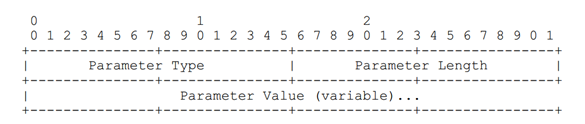 0 1 2
0 1 2 3 4 5 6 7 8 9 0 1 2 3 4 5 6 7 8 9 0 1 2 3 4 5 6 7 8 9 0 1
+---------------+---------------+---------------+---------------+
| Parameter Type | Parameter Length |
+---------------+---------------+---------------+---------------+
| Parameter Value (variable)...
+---------------+---------------+---------------+---------------+